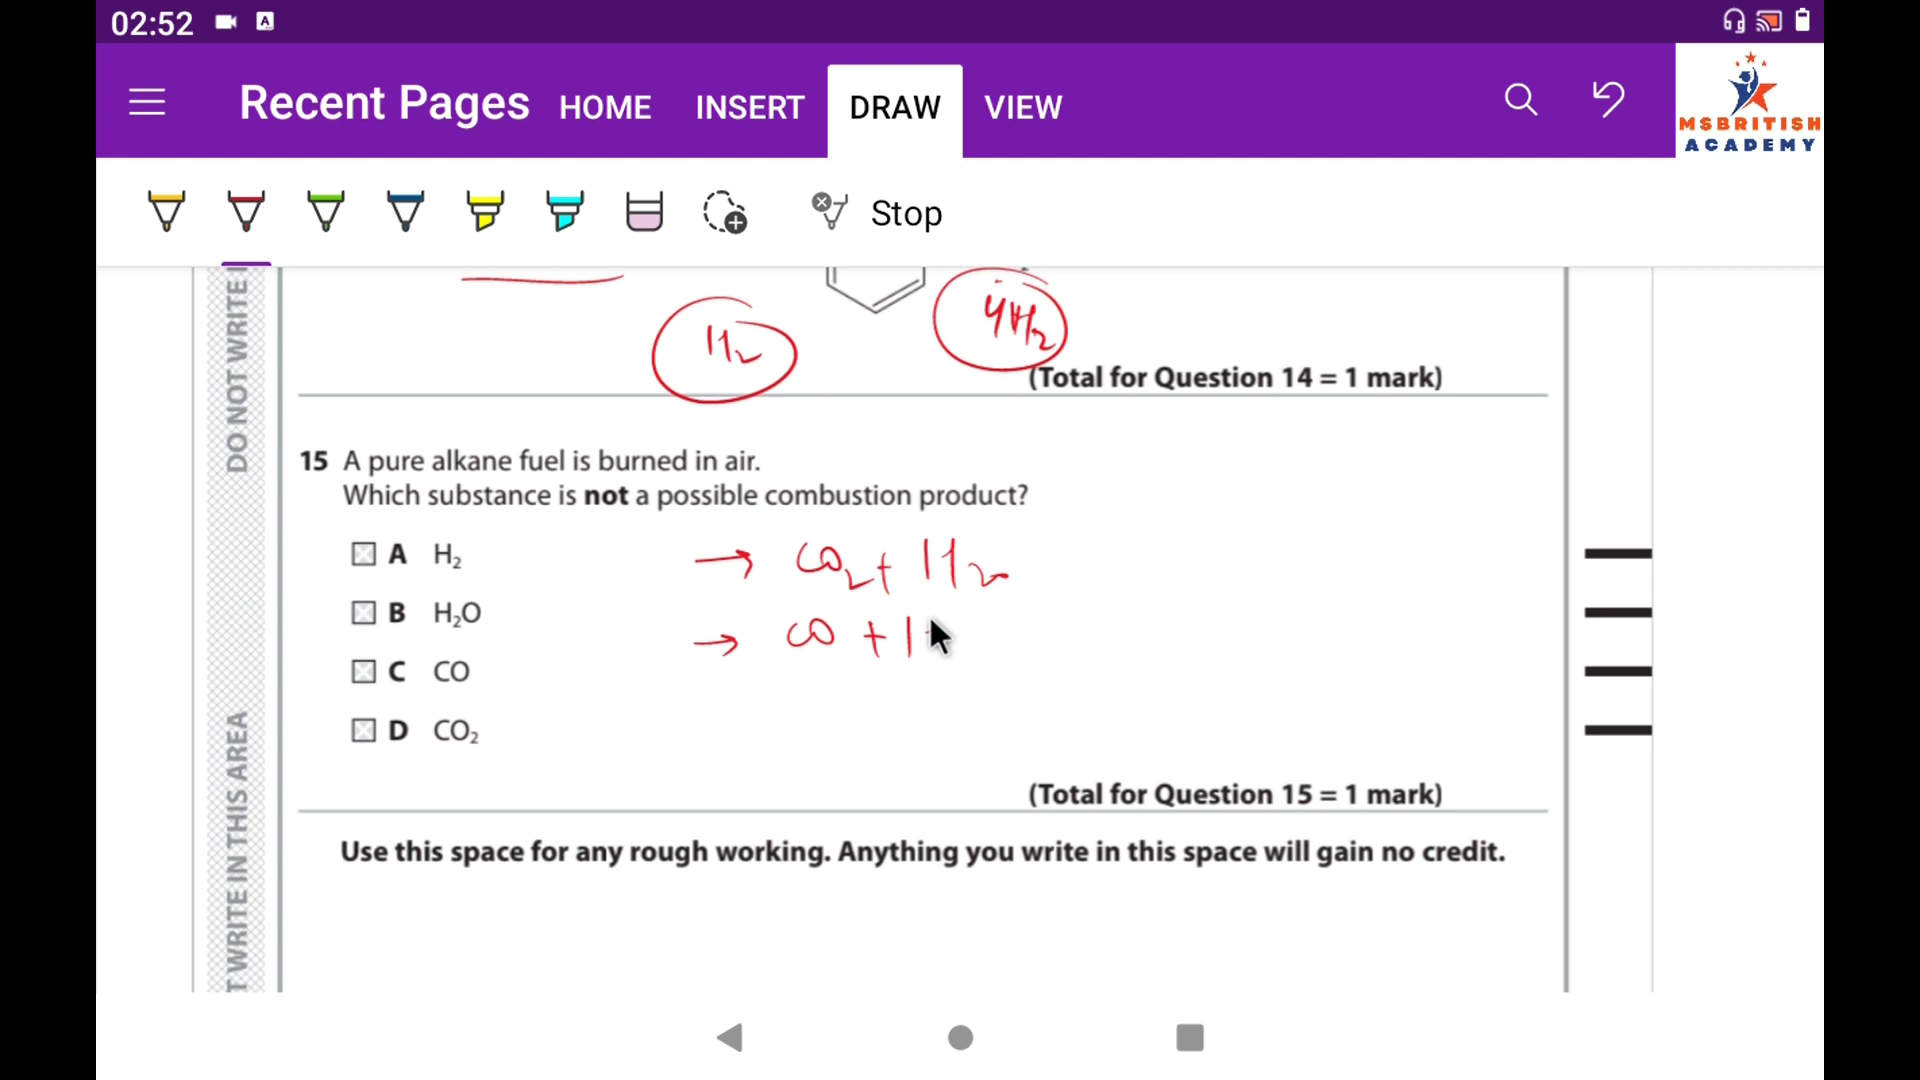 02:52 A
Recent Pages HOME INSERT DRAW VIEW
MSBRITISH
ACADEMY
Stop
DO NOT WRITE
H2
4H2
(Total for Question 14 = 1 mark)
15 A pure alkane fuel is burned in air.
Which substance is not a possible combustion product?
A H₂
→ CO2 + H2
B H₂O
→ CO + H
C CO
D CO₂
(Total for Question 15 = 1 mark)
Use this space for any rough working. Anything you write in this space will gain no credit.
T WRITE IN THIS AREA